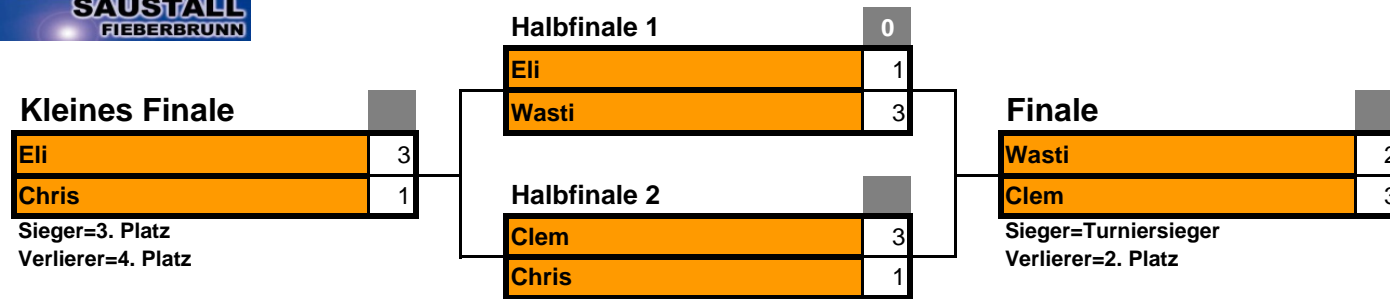 SAUSTALL
FIEBERBRUNN
Halbfinale 1 0
Eli 1
Wasti 3
Kleines Finale
Eli 3
Chris 1
Sieger=3. Platz
Verlierer=4. Platz
Halbfinale 2
Clem 3
Chris 1
Finale
Wasti 2
Clem 3
Sieger=Turniersieger
Verlierer=2. Platz